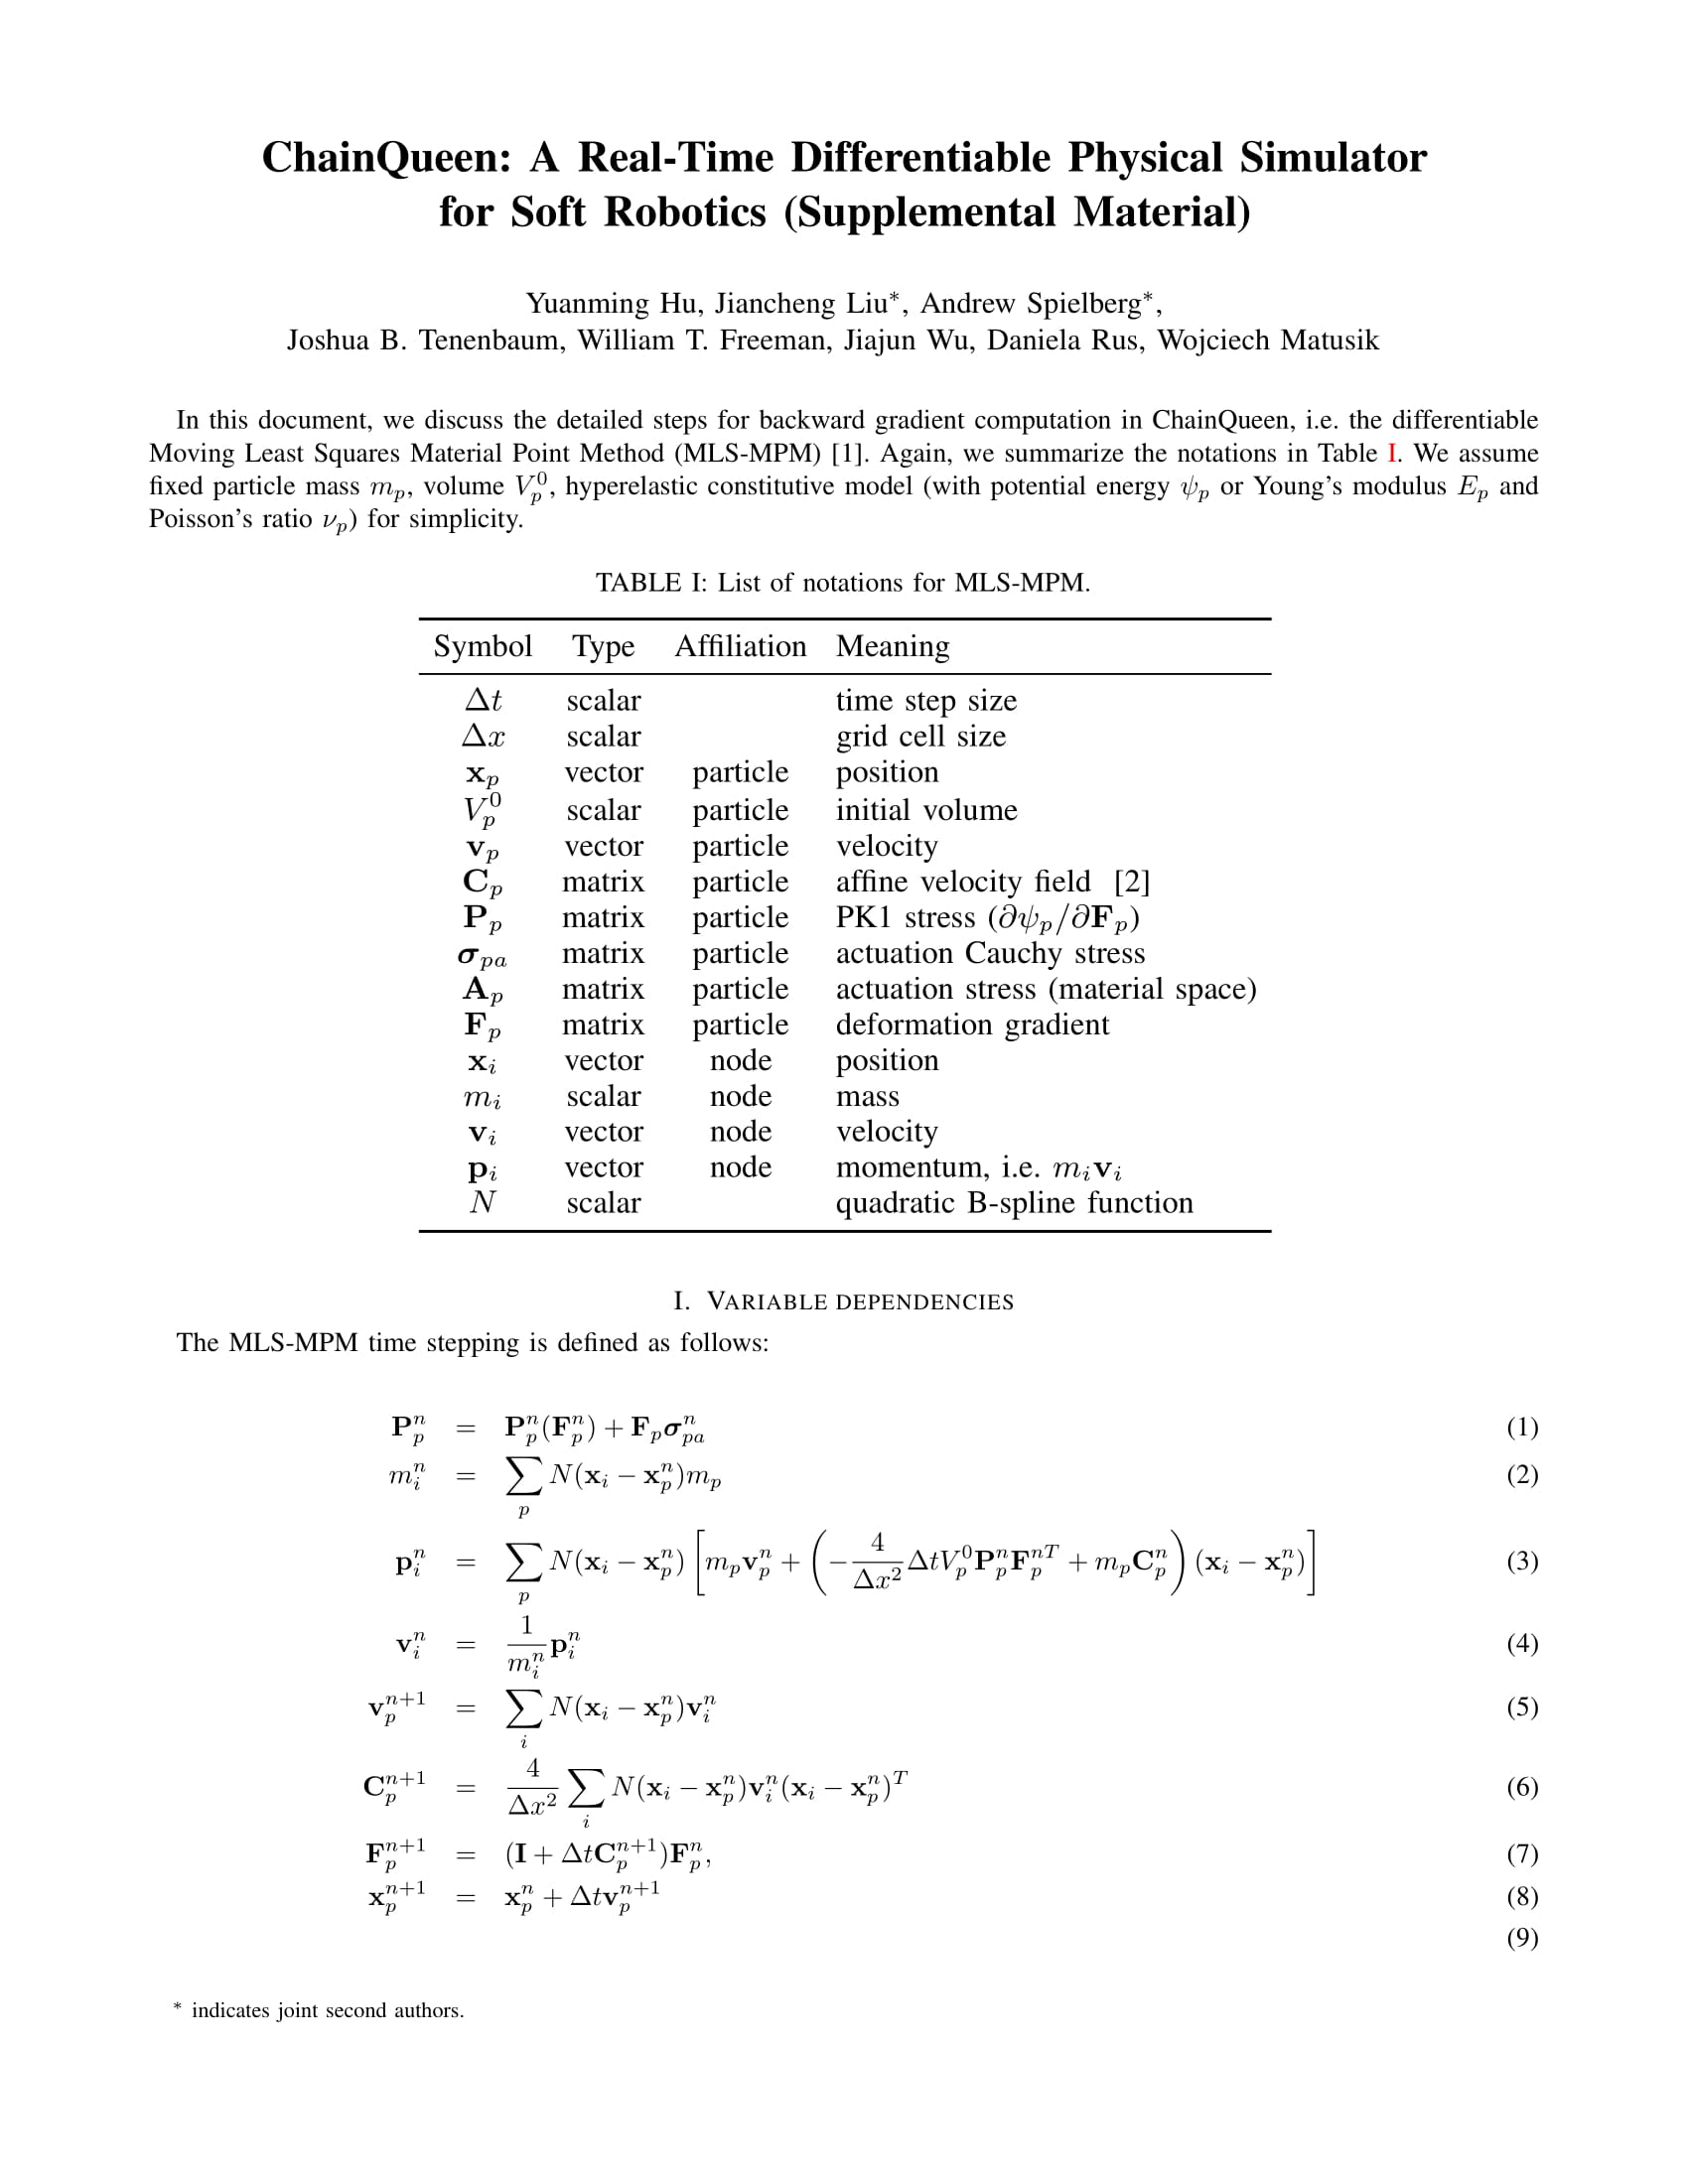 ChainQueen: A Real-Time Differentiable Physical Simulator
for Soft Robotics (Supplemental Material)
Yuanming Hu, Jiancheng Liu*, Andrew Spielberg*,
Joshua B. Tenenbaum, William T. Freeman, Jiajun Wu, Daniela Rus, Wojciech Matusik
In this document, we discuss the detailed steps for backward gradient computation in ChainQueen, i.e. the differentiable
Moving Least Squares Material Point Method (MLS-MPM) [1]. Again, we summarize the notations in Table I. We assume
fixed particle mass $m_p$, volume $V_p^0$, hyperelastic constitutive model (with potential energy $\psi_p$ or Young's modulus $E_p$ and
Poisson's ratio $\nu_p$) for simplicity.
TABLE I: List of notations for MLS-MPM.
Symbol Type Affiliation Meaning
$\Delta t$ scalar time step size
$\Delta x$ scalar grid cell size
$\mathbf{x}_p$ vector particle position
$V_p^0$ scalar particle initial volume
$\mathbf{v}_p$ vector particle velocity
$\mathbf{C}_p$ matrix particle affine velocity field [2]
$\mathbf{P}_p$ matrix particle PK1 stress ($\partial\psi_p/\partial\mathbf{F}_p$)
$\boldsymbol{\sigma}_{pa}$ matrix particle actuation Cauchy stress
$\mathbf{A}_p$ matrix particle actuation stress (material space)
$\mathbf{F}_p$ matrix particle deformation gradient
$\mathbf{x}_i$ vector node position
$m_i$ scalar node mass
$\mathbf{v}_i$ vector node velocity
$\mathbf{p}_i$ vector node momentum, i.e. $m_i\mathbf{v}_i$
$N$ scalar quadratic B-spline function
I. VARIABLE DEPENDENCIES
The MLS-MPM time stepping is defined as follows:
$\mathbf{P}_p^n = \mathbf{P}_p^n(\mathbf{F}_p^n) + \mathbf{F}_p\boldsymbol{\sigma}_{pa}^n$ (1)
$m_i^n = \sum_p N(\mathbf{x}_i - \mathbf{x}_p^n)m_p$ (2)
$\mathbf{p}_i^n = \sum_p N(\mathbf{x}_i - \mathbf{x}_p^n)\left[m_p\mathbf{v}_p^n + \left(-\frac{4}{\Delta x^2}\Delta t V_p^0\mathbf{P}_p^n\mathbf{F}_p^{nT} + m_p\mathbf{C}_p^n\right)(\mathbf{x}_i - \mathbf{x}_p^n)\right]$ (3)
$\mathbf{v}_i^n = \frac{1}{m_i^n}\mathbf{p}_i^n$ (4)
$\mathbf{v}_p^{n+1} = \sum_i N(\mathbf{x}_i - \mathbf{x}_p^n)\mathbf{v}_i^n$ (5)
$\mathbf{C}_p^{n+1} = \frac{4}{\Delta x^2}\sum_i N(\mathbf{x}_i - \mathbf{x}_p^n)\mathbf{v}_i^n(\mathbf{x}_i - \mathbf{x}_p^n)^T$ (6)
$\mathbf{F}_p^{n+1} = (\mathbf{I} + \Delta t\mathbf{C}_p^{n+1})\mathbf{F}_p^n,$ (7)
$\mathbf{x}_p^{n+1} = \mathbf{x}_p^n + \Delta t\mathbf{v}_p^{n+1}$ (8)
(9)
* indicates joint second authors.